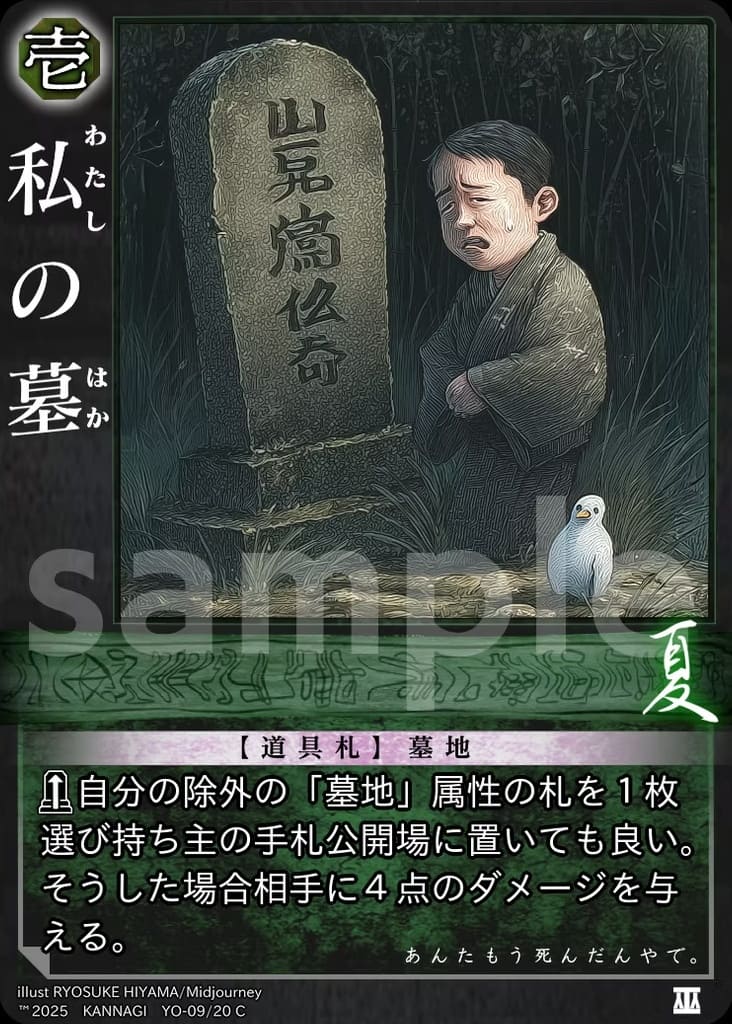 壱
わたし
私の墓
はか
山
仏奇
sample
夏
【道具札】墓地
自分の除外の「墓地」属性の札を１枚
選び持ち主の手札公開場に置いても良い。
そうした場合相手に４点のダメージを与
える。
あんたもう死んだんやて。
illust RYOSUKE HIYAMA/Midjourney
™2025 KANNAGI YO-09/20 C